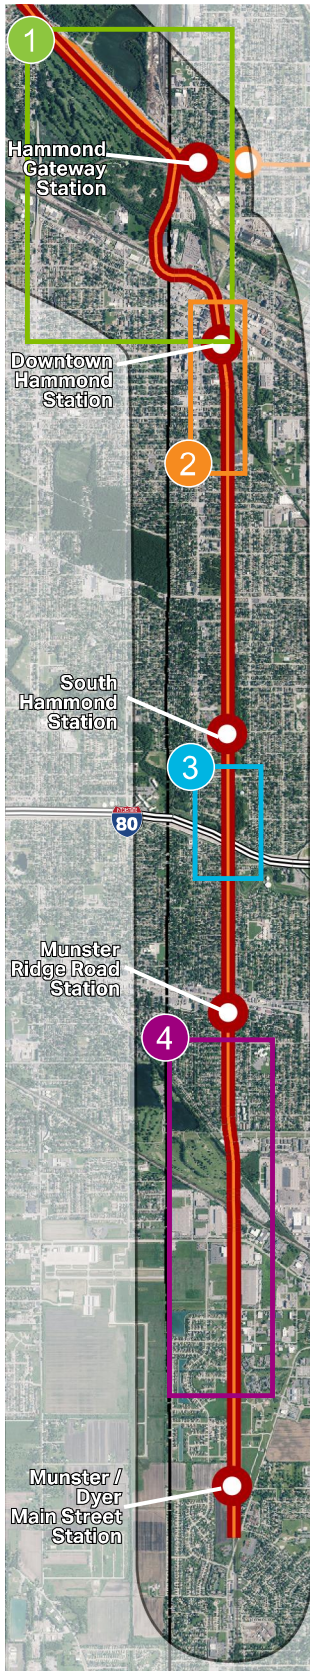 1
Hammond
Gateway
Station
Downtown
Hammond
Station
2
South
Hammond
Station
3
80
Munster
Ridge Road
Station
4
Munster /
Dyer
Main Street
Station